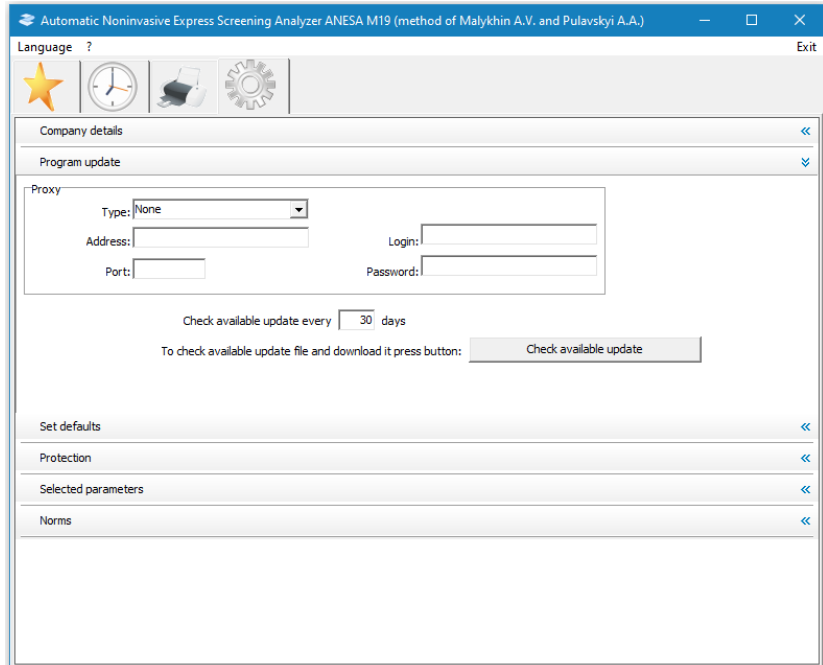 Automatic Noninvasive Express Screening Analyzer ANESA M19 (method of Malykhin A.V. and Pulavskyi A.A.)
Language ? Exit
Company details
Program update
Proxy
Type: None
Address: Login:
Port: Password:
Check available update every 30 days
To check available update file and download it press button: Check available update
Set defaults
Protection
Selected parameters
Norms